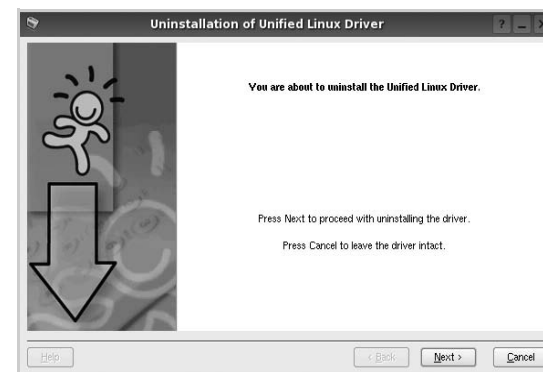 Uninstallation of Unified Linux Driver
You are about to uninstall the Unified Linux Driver.
Press Next to proceed with uninstalling the driver.
Press Cancel to leave the driver intact.
Help
< Back
Next >
Cancel